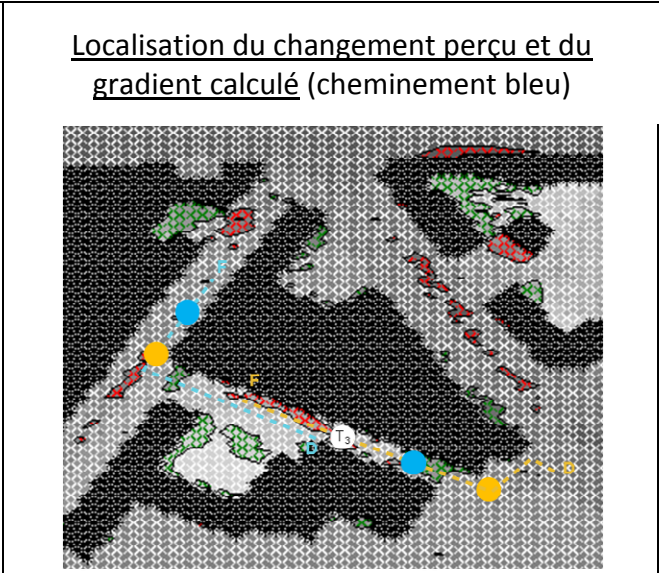 Localisation du changement perçu et du
gradient calculé (cheminement bleu)
F
F
T3
D
D